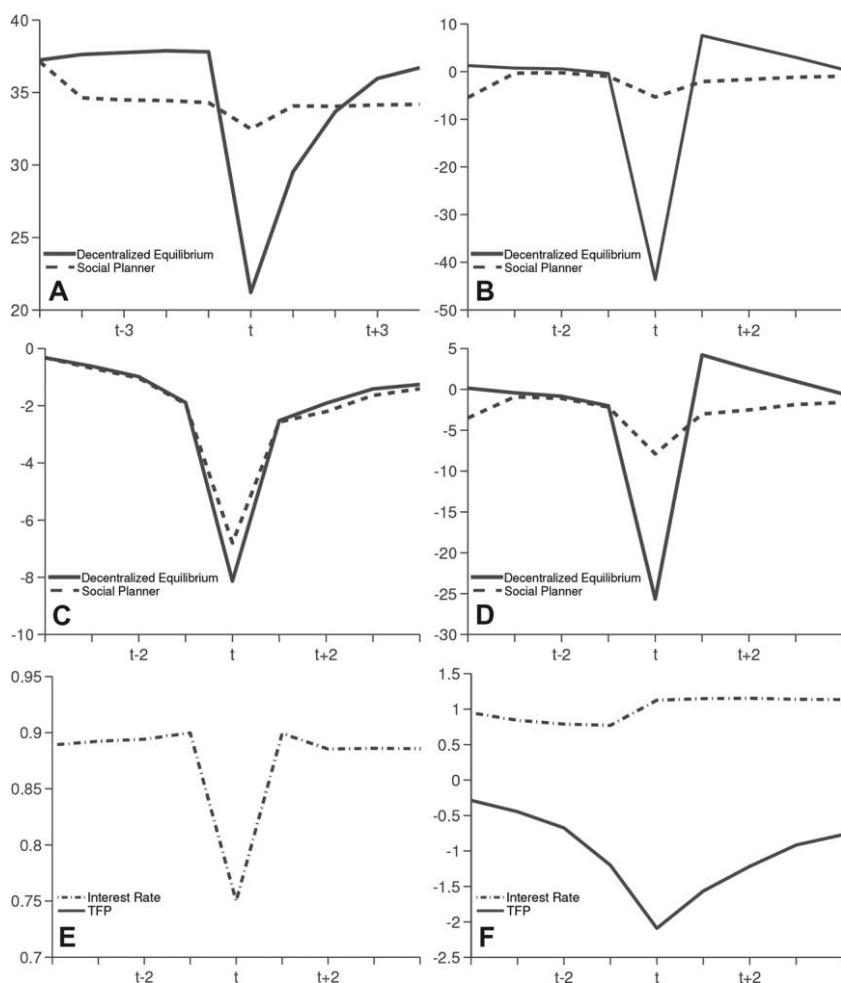 40
35
30
25
20
Decentralized Equilibrium
Social Planner
A
t-3
t
t+3
10
0
-10
-20
-30
-40
-50
Decentralized Equilibrium
Social Planner
B
t-2
t
t+2
0
-2
-4
-6
-8
-10
Decentralized Equilibrium
Social Planner
C
t-2
t
t+2
5
0
-5
-10
-15
-20
-25
-30
Decentralized Equilibrium
Social Planner
D
t-2
t
t+2
0.95
0.9
0.85
0.8
0.75
0.7
Interest Rate
TFP
E
t-2
t
t+2
1.5
1
0.5
0
-0.5
-1
-1.5
-2
-2.5
Interest Rate
TFP
F
t-2
t
t+2